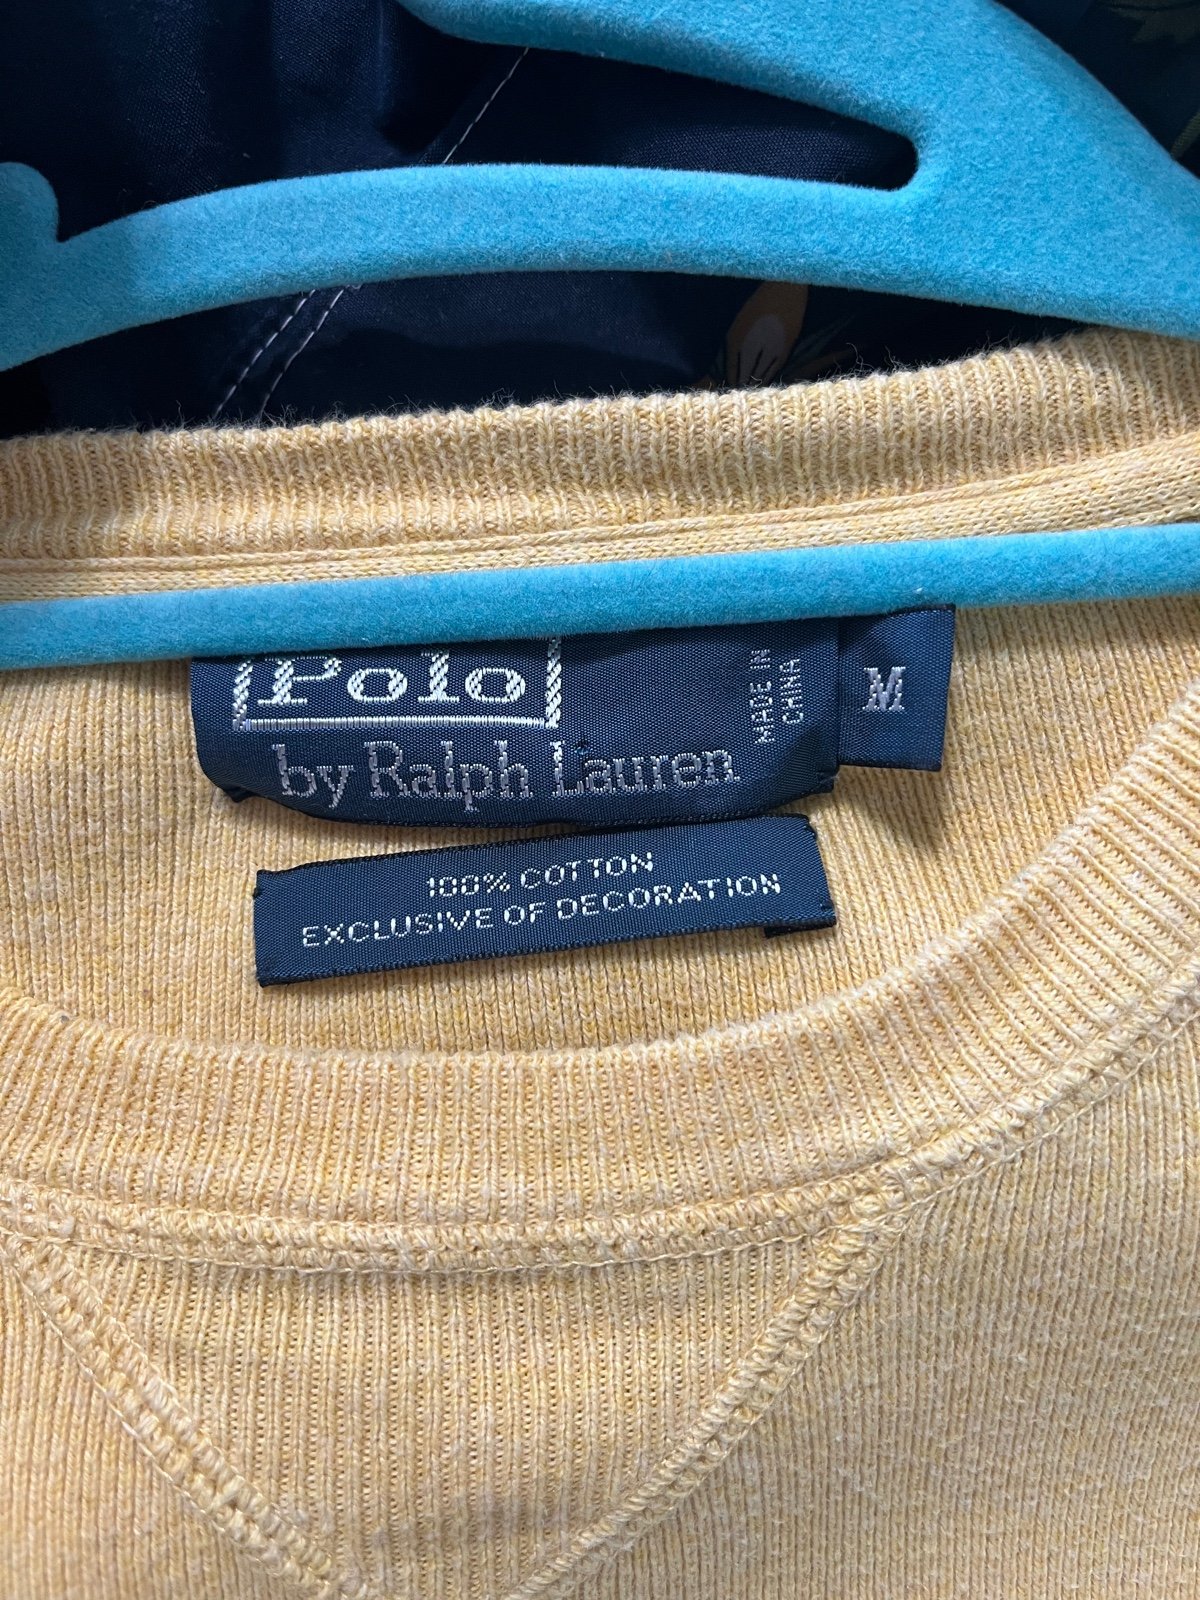 Polo
by Ralph Lauren
MADE IN
CHINA
M
100% COTTON
EXCLUSIVE OF DECORATION